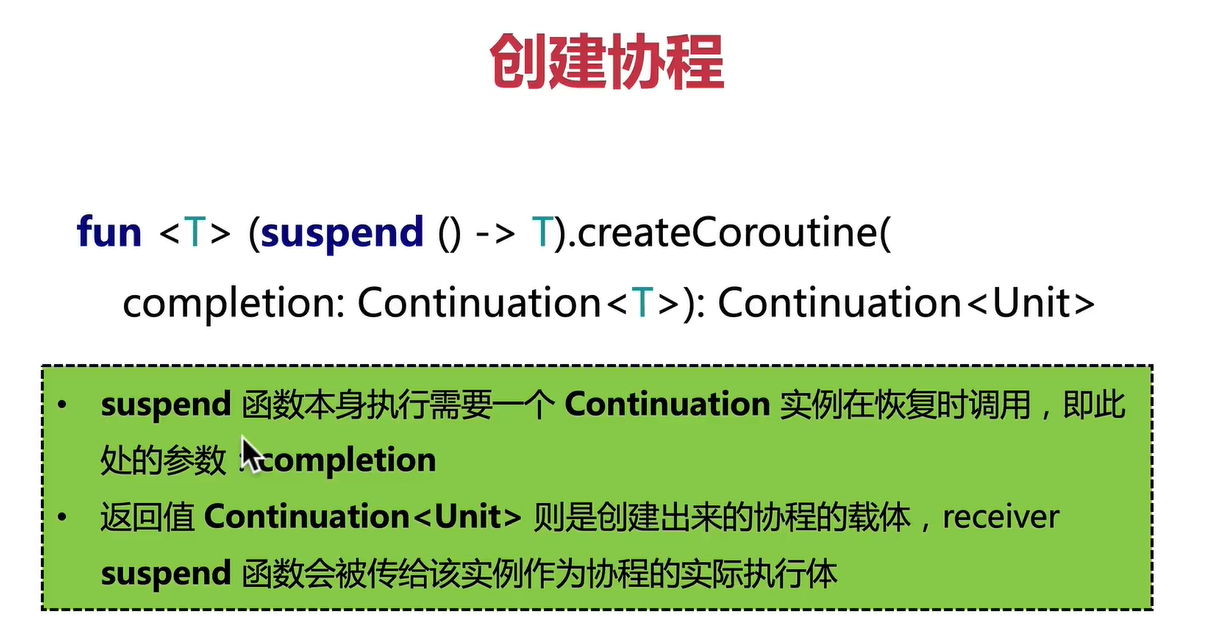 创建协程
fun <T> (suspend () -> T).createCoroutine(
completion: Continuation<T>): Continuation<Unit>
• suspend 函数本身执行需要一个 Continuation 实例在恢复时调用，即此
处的参数：completion
• 返回值 Continuation<Unit> 则是创建出来的协程的载体，receiver
suspend 函数会被传给该实例作为协程的实际执行体